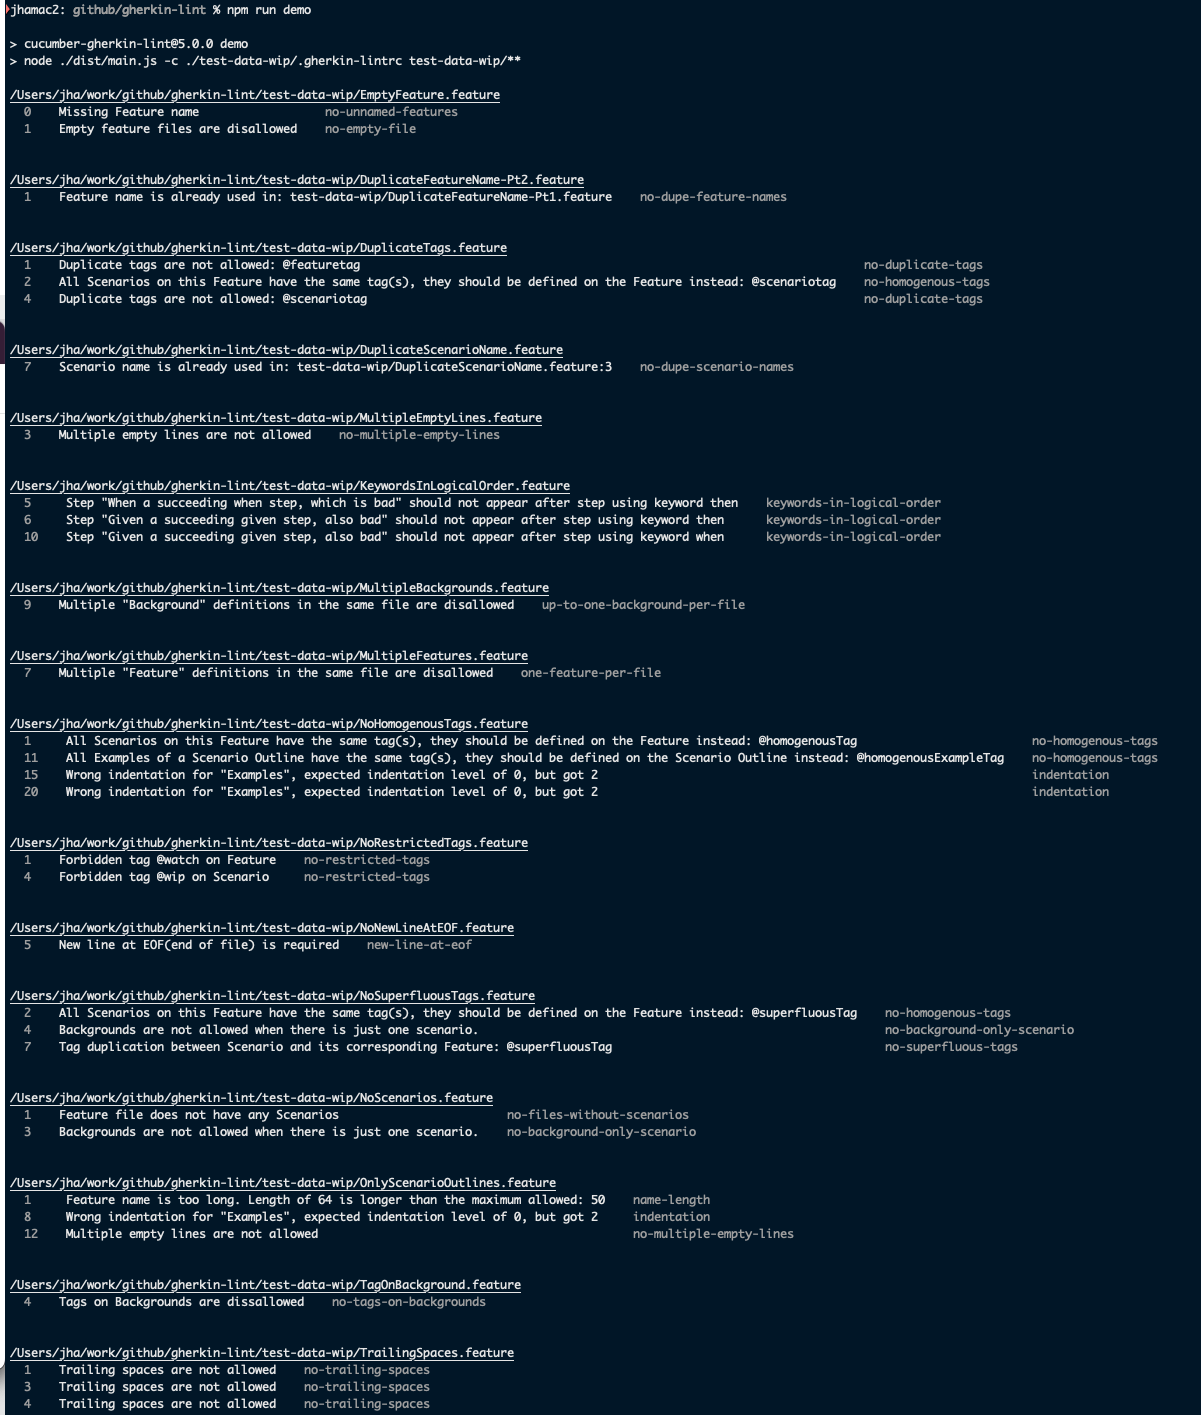 jhamac2: github/gherkin-lint % npm run demo
> cucumber-gherkin-lint@5.0.0 demo
> node ./dist/main.js -c ./test-data-wip/.gherkin-lintrc test-data-wip/**
/Users/jha/work/github/gherkin-lint/test-data-wip/EmptyFeature.feature
0 Missing Feature name no-unnamed-features
1 Empty feature files are disallowed no-empty-file
/Users/jha/work/github/gherkin-lint/test-data-wip/DuplicateFeatureName-Pt2.feature
1 Feature name is already used in: test-data-wip/DuplicateFeatureName-Pt1.feature no-dupe-feature-names
/Users/jha/work/github/gherkin-lint/test-data-wip/DuplicateTags.feature
1 Duplicate tags are not allowed: @featuretag no-duplicate-tags
2 All Scenarios on this Feature have the same tag(s), they should be defined on the Feature instead: @scenariotag no-homogenous-tags
4 Duplicate tags are not allowed: @scenariotag no-duplicate-tags
/Users/jha/work/github/gherkin-lint/test-data-wip/DuplicateScenarioName.feature
7 Scenario name is already used in: test-data-wip/DuplicateScenarioName.feature:3 no-dupe-scenario-names
/Users/jha/work/github/gherkin-lint/test-data-wip/MultipleEmptyLines.feature
3 Multiple empty lines are not allowed no-multiple-empty-lines
/Users/jha/work/github/gherkin-lint/test-data-wip/KeywordsInLogicalOrder.feature
5 Step "When a succeeding when step, which is bad" should not appear after step using keyword then keywords-in-logical-order
6 Step "Given a succeeding given step, also bad" should not appear after step using keyword then keywords-in-logical-order
10 Step "Given a succeeding given step, also bad" should not appear after step using keyword when keywords-in-logical-order
/Users/jha/work/github/gherkin-lint/test-data-wip/MultipleBackgrounds.feature
9 Multiple "Background" definitions in the same file are disallowed up-to-one-background-per-file
/Users/jha/work/github/gherkin-lint/test-data-wip/MultipleFeatures.feature
7 Multiple "Feature" definitions in the same file are disallowed one-feature-per-file
/Users/jha/work/github/gherkin-lint/test-data-wip/NoHomogenousTags.feature
1 All Scenarios on this Feature have the same tag(s), they should be defined on the Feature instead: @homogenousTag no-homogenous-tags
11 All Examples of a Scenario Outline have the same tag(s), they should be defined on the Scenario Outline instead: @homogenousExampleTag no-homogenous-tags
15 Wrong indentation for "Examples", expected indentation level of 0, but got 2 indentation
20 Wrong indentation for "Examples", expected indentation level of 0, but got 2 indentation
/Users/jha/work/github/gherkin-lint/test-data-wip/NoRestrictedTags.feature
1 Forbidden tag @watch on Feature no-restricted-tags
4 Forbidden tag @wip on Scenario no-restricted-tags
/Users/jha/work/github/gherkin-lint/test-data-wip/NoNewLineAtEOF.feature
5 New line at EOF(end of file) is required new-line-at-eof
/Users/jha/work/github/gherkin-lint/test-data-wip/NoSuperfluousTags.feature
2 All Scenarios on this Feature have the same tag(s), they should be defined on the Feature instead: @superfluousTag no-homogenous-tags
4 Backgrounds are not allowed when there is just one scenario. no-background-only-scenario
7 Tag duplication between Scenario and its corresponding Feature: @superfluousTag no-superfluous-tags
/Users/jha/work/github/gherkin-lint/test-data-wip/NoScenarios.feature
1 Feature file does not have any Scenarios no-files-without-scenarios
3 Backgrounds are not allowed when there is just one scenario. no-background-only-scenario
/Users/jha/work/github/gherkin-lint/test-data-wip/OnlyScenarioOutlines.feature
1 Feature name is too long. Length of 64 is longer than the maximum allowed: 50 name-length
8 Wrong indentation for "Examples", expected indentation level of 0, but got 2 indentation
12 Multiple empty lines are not allowed no-multiple-empty-lines
/Users/jha/work/github/gherkin-lint/test-data-wip/TagOnBackground.feature
4 Tags on Backgrounds are dissallowed no-tags-on-backgrounds
/Users/jha/work/github/gherkin-lint/test-data-wip/TrailingSpaces.feature
1 Trailing spaces are not allowed no-trailing-spaces
3 Trailing spaces are not allowed no-trailing-spaces
4 Trailing spaces are not allowed no-trailing-spaces